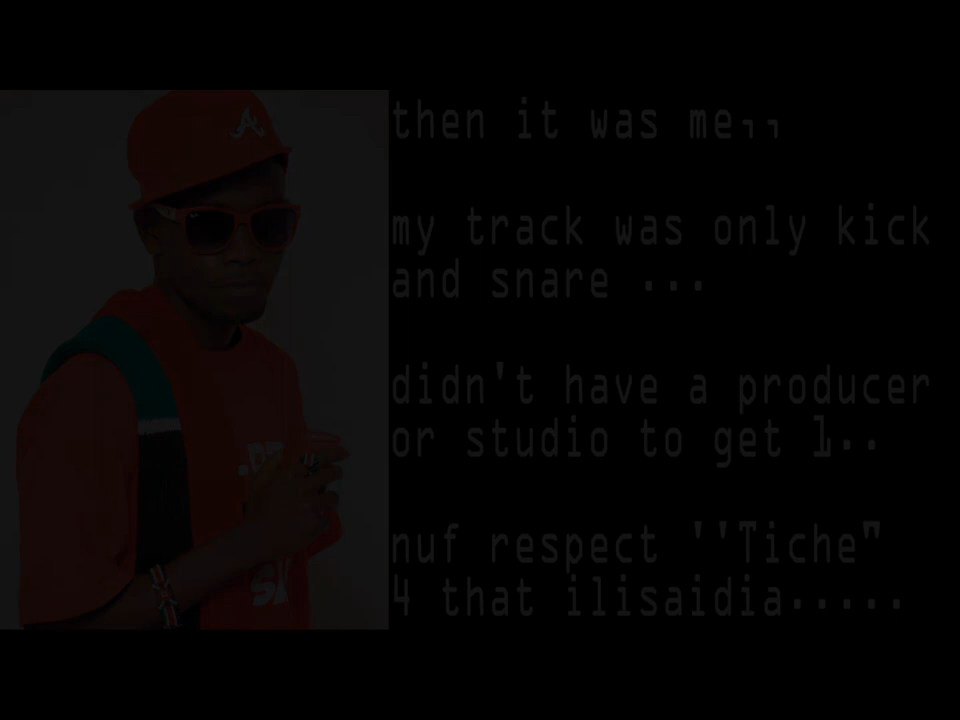 A
then it was me,,
my track was only kick
and snare ...
didn't have a producer
or studio to get 1..
nuf respect ''Tiche"
4 that ilisaidia.....